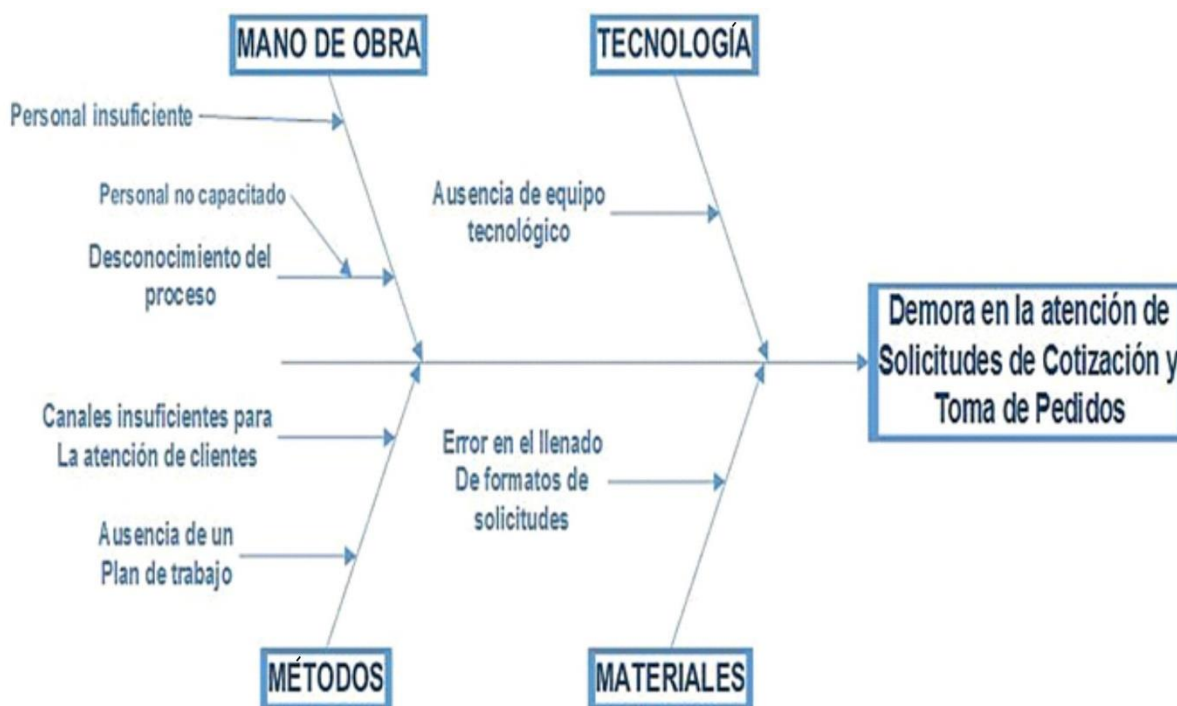 MANO DE OBRA
TECNOLOGÍA
Personal insuficiente
Personal no capacitado
Desconocimiento del
proceso
Ausencia de equipo
tecnológico
Demora en la atención de
Solicitudes de Cotización y
Toma de Pedidos
Canales insuficientes para
La atención de clientes
Ausencia de un
Plan de trabajo
Error en el llenado
De formatos de
solicitudes
MÉTODOS
MATERIALES